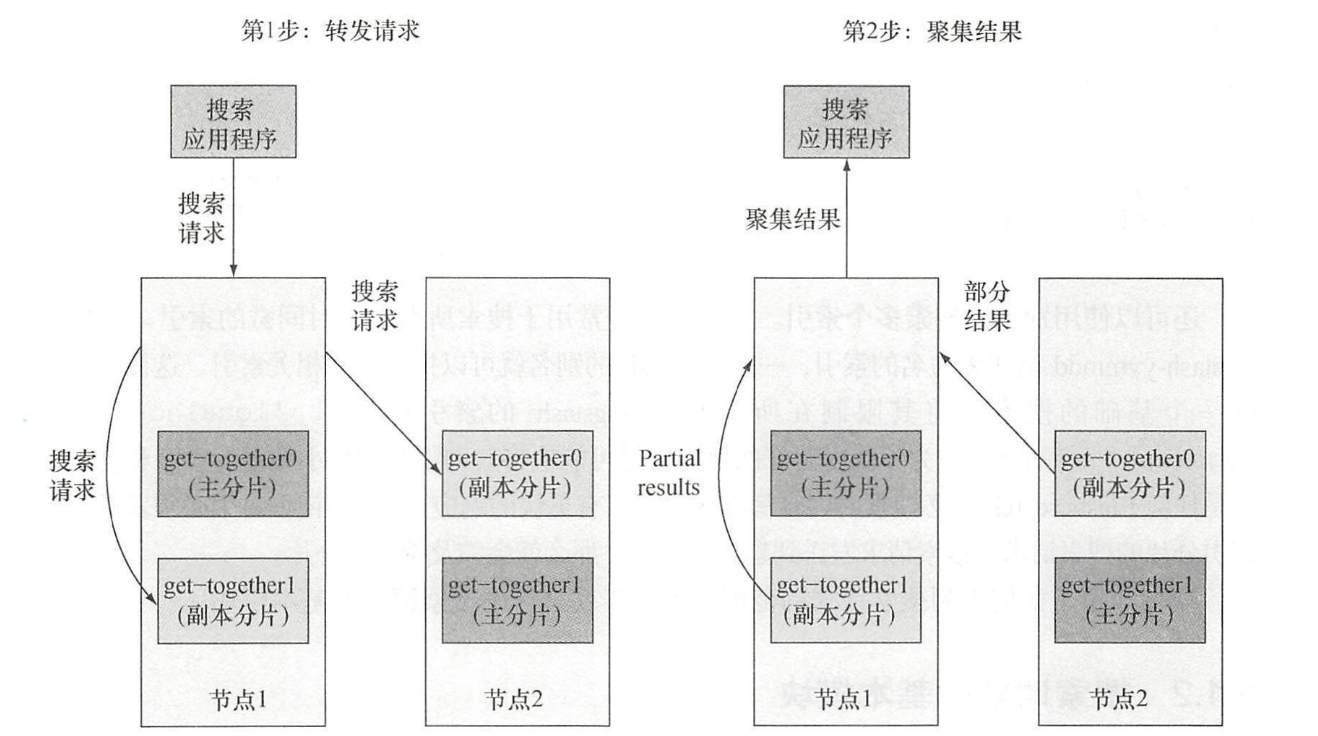 第1步：转发请求
搜索
应用程序
搜索
请求
搜索
请求
搜索
请求
get-together0
(主分片)
get-together1
(副本分片)
节点1
get-together0
(副本分片)
get-together1
(主分片)
节点2
第2步：聚集结果
搜索
应用程序
聚集结果
部分
结果
Partial
results
get-together0
(主分片)
get-together1
(副本分片)
节点1
get-together0
(副本分片)
get-together1
(主分片)
节点2